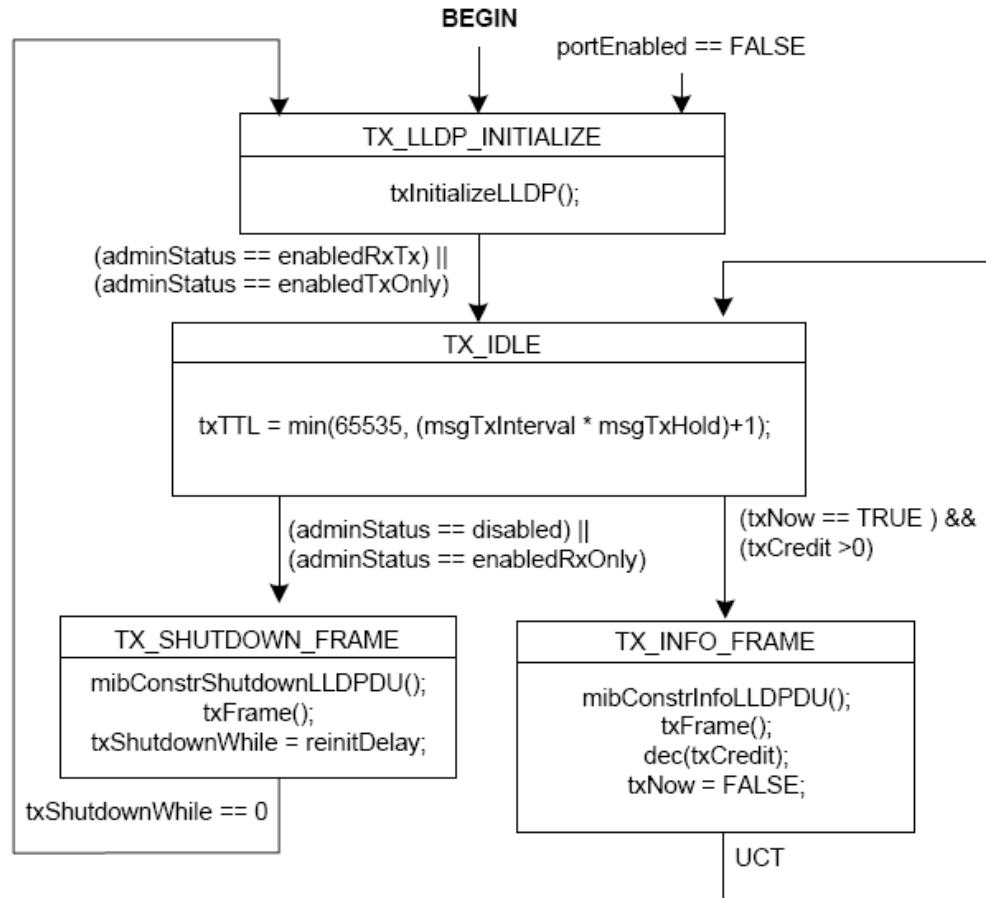 BEGIN
portEnabled == FALSE
TX_LLDP_INITIALIZE
txInitializeLLDP();
(adminStatus == enabledRxTx) ||
(adminStatus == enabledTxOnly)
TX_IDLE
txTTL = min(65535, (msgTxInterval * msgTxHold)+1);
(adminStatus == disabled) ||
(adminStatus == enabledRxOnly)
(txNow == TRUE ) &&
(txCredit >0)
TX_SHUTDOWN_FRAME
mibConstrShutdownLLDPDU();
txFrame();
txShutdownWhile = reinitDelay;
txShutdownWhile == 0
TX_INFO_FRAME
mibConstrInfoLLDPDU();
txFrame();
dec(txCredit);
txNow = FALSE;
UCT